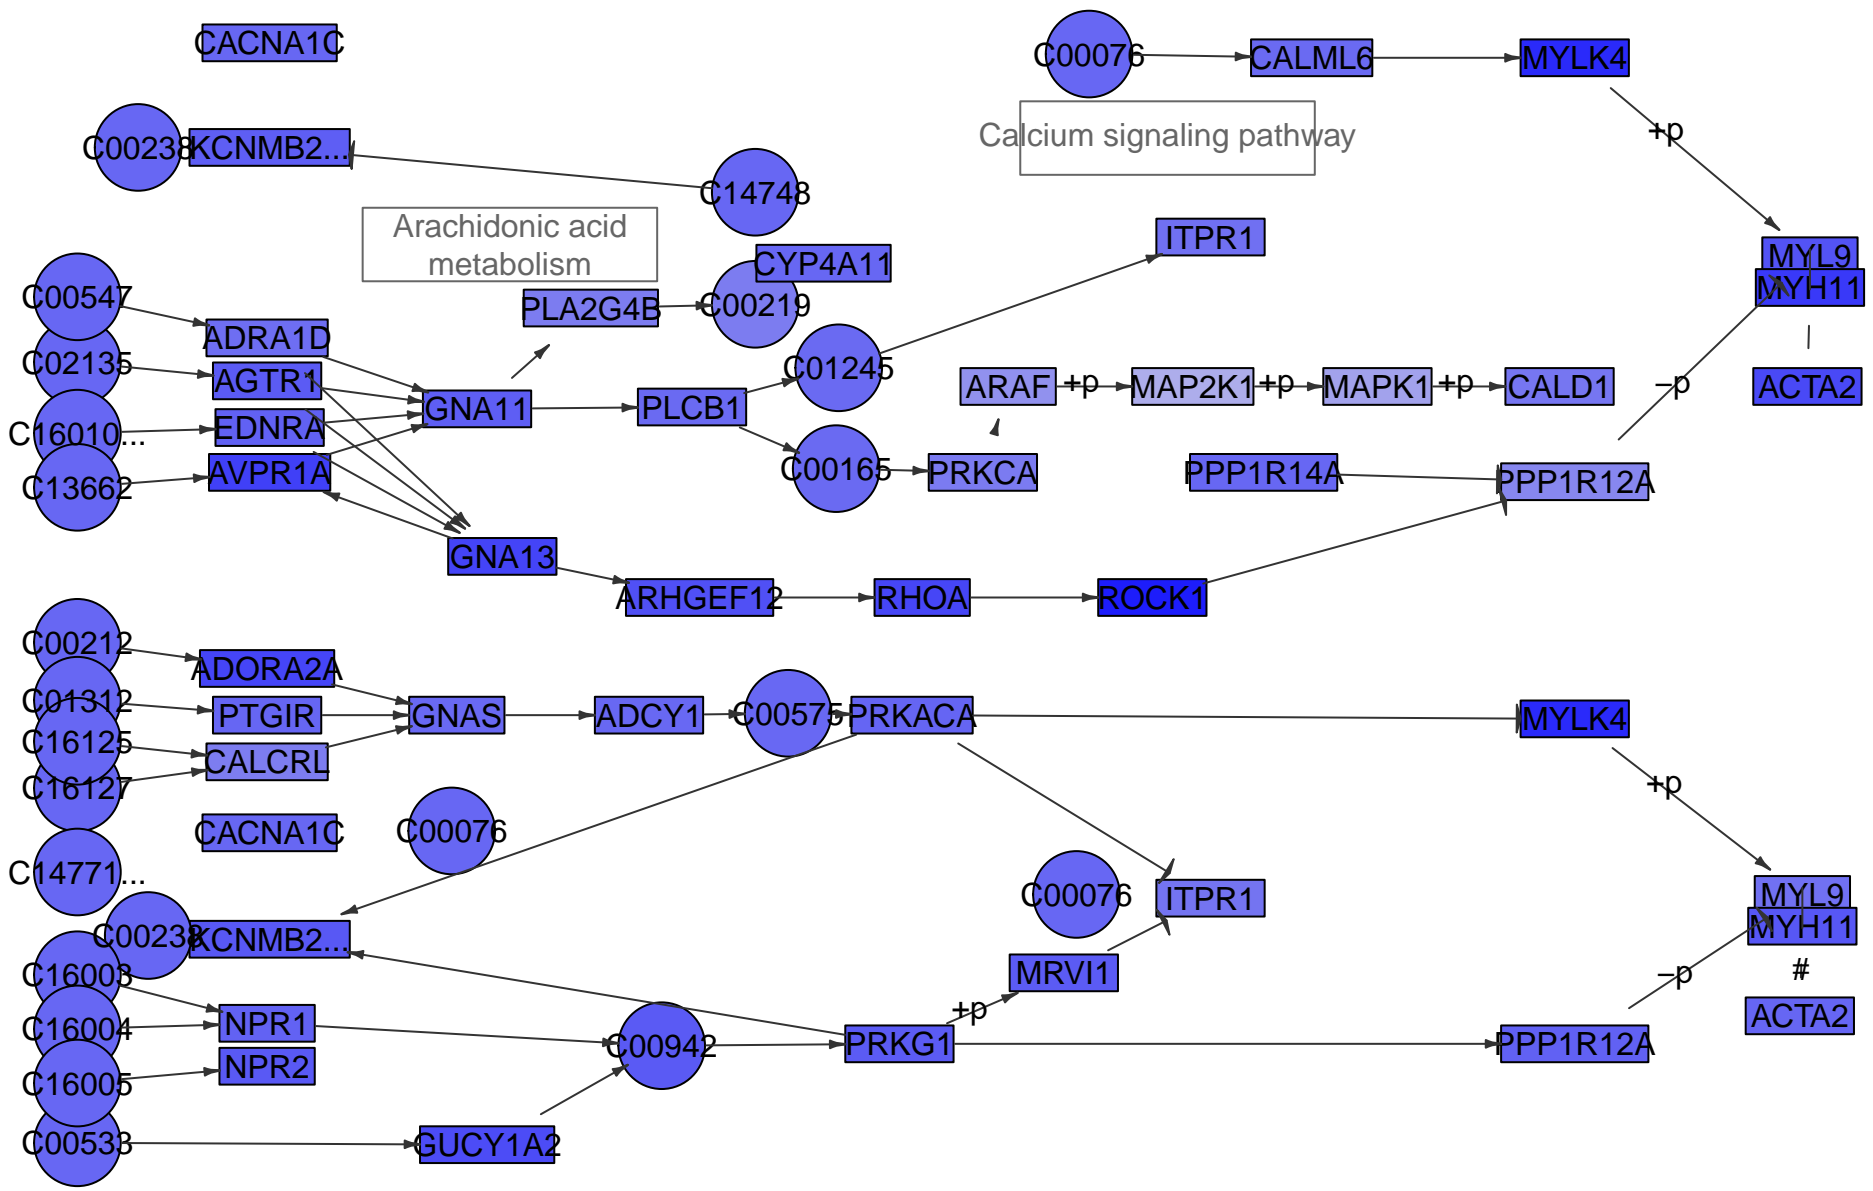 CACNA1C
C00076
CALML6
MYLK4
C00238
KCNMB2...
Calcium signaling pathway
+p
C14748
Arachidonic acid
metabolism
CYP4A11
ITPR1
MYL9
MYH11
C00547
PLA2G4B
C00219
ADRA1D
C02135
AGTR1
C01245
ARAF
+p
MAP2K1
+p
MAPK1
+p
CALD1
−p
ACTA2
GNA11
PLCB1
C16010...
EDNRA
C13662
AVPR1A
C00165
PRKCA
PPP1R14A
PPP1R12A
GNA13
ARHGEF12
RHOA
ROCK1
C00212
ADORA2A
C01312
PTGIR
GNAS
ADCY1
C00575
PRKACA
MYLK4
C16125
CALCRL
C16127
+p
CACNA1C
C00076
C14771...
C00076
ITPR1
MYL9
MYH11
C00238
KCNMB2...
C16003
MRVI1
−p
#
+p
ACTA2
C16004
NPR1
C00942
PRKG1
PPP1R12A
NPR2
C16005
C00533
GUCY1A2